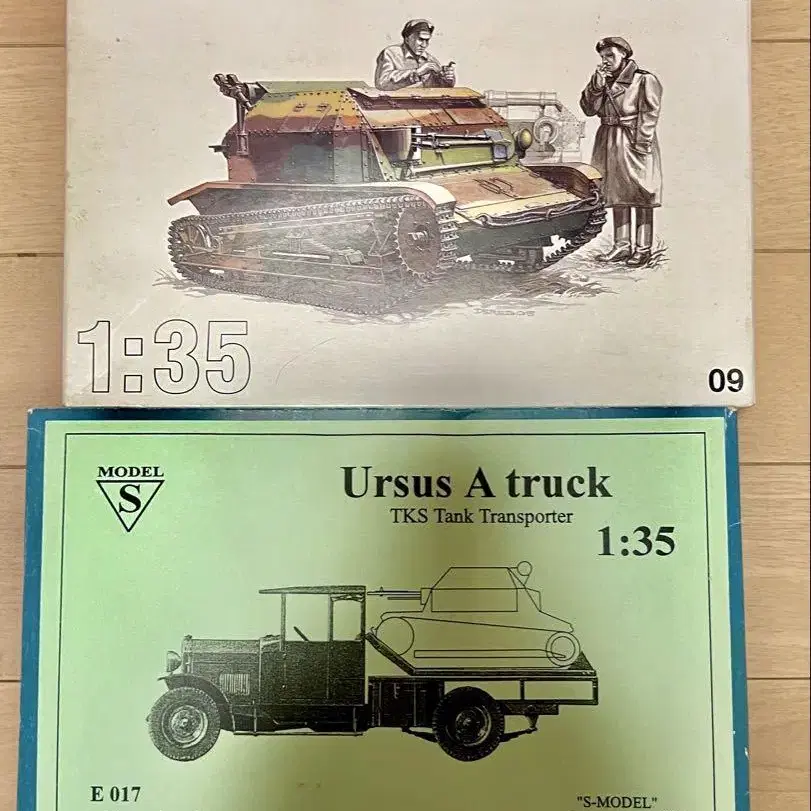 1:35
09
MODEL
S
Ursus A truck
TKS Tank Transporter
1:35
E 017
"S-MODEL"